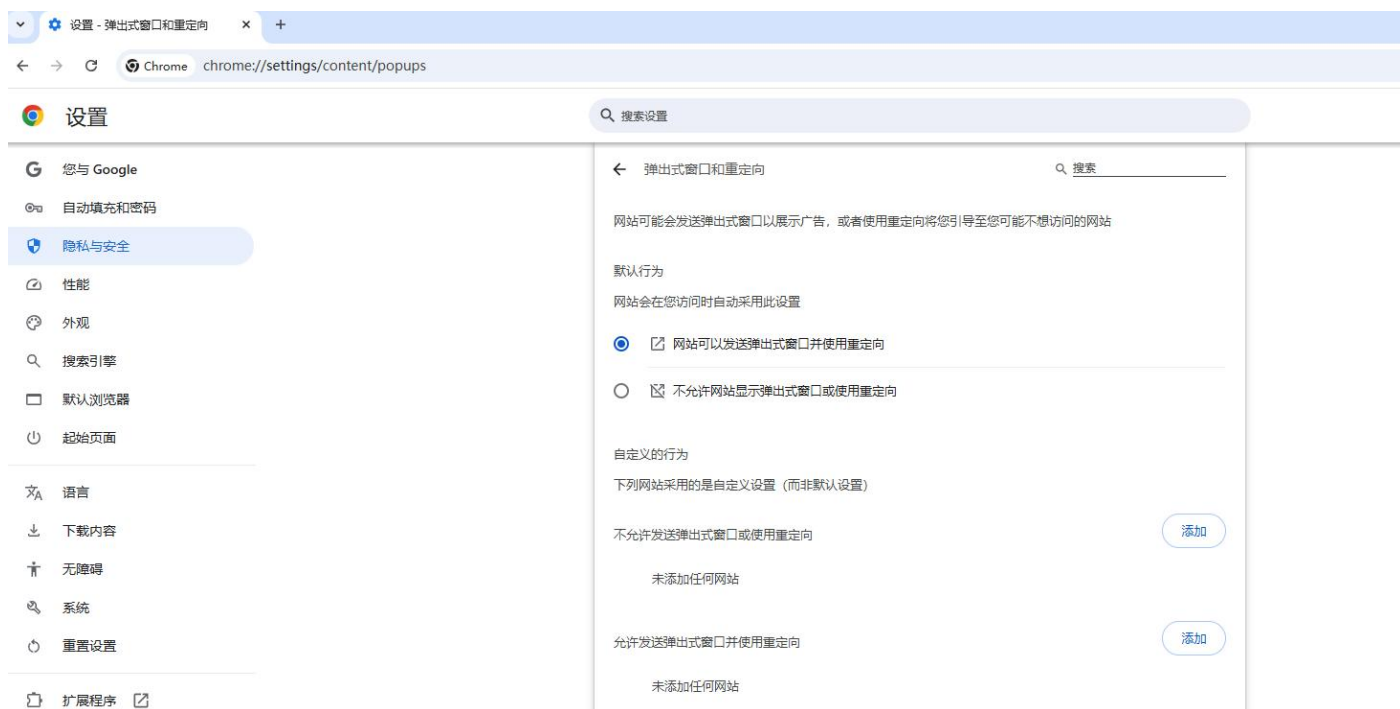 设置 - 弹出式窗口和重定向
Chrome chrome://settings/content/popups
设置
搜索设置
您与 Google
自动填充和密码
隐私与安全
性能
外观
搜索引擎
默认浏览器
起始页面
语言
下载内容
无障碍
系统
重置设置
扩展程序
弹出式窗口和重定向
搜索
网站可能会发送弹出式窗口以展示广告，或者使用重定向将您引导至您可能不想访问的网站
默认行为
网站会在您访问时自动采用此设置
网站可以发送弹出式窗口并使用重定向
不允许网站显示弹出式窗口或使用重定向
自定义的行为
下列网站采用的是自定义设置（而非默认设置）
不允许发送弹出式窗口或使用重定向
添加
未添加任何网站
允许发送弹出式窗口并使用重定向
添加
未添加任何网站